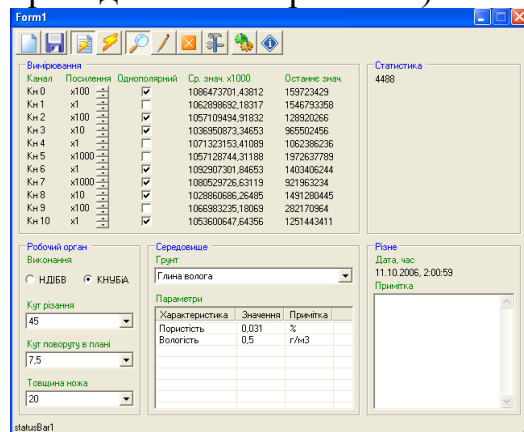 Form1
Вимірювання
Канал Посилення Однополярний Ср. знач. x1000 Останнє знач.
Кн 0 x100 1086473701,43812 159723429
Кн 1 x1 1062898692,18317 1546793358
Кн 2 x100 1057109494,91832 128920266
Кн 3 x10 1036950873,34653 965502456
Кн 4 x1 1071323153,41089 1062386236
Кн 5 x1000 1057128744,31188 1972637789
Кн 6 x1 1092907301,84653 1403406244
Кн 7 x1000 1080529726,63119 921963234
Кн 8 x10 1028860686,26485 1491280445
Кн 9 x100 1066983235,18069 282170964
Кн 10 x1 1053600647,64356 1251443411
Статистика
4488
Робочий орган
Виконання
НДІБВ КНУБіА
Кут різання
45
Кут повороту в плані
7,5
Товщина ножа
20
Середовище
Грунт
Глина волога
Параметри
Характеристика Значення Примітка
Пористість 0,031 %
Вологість 0,5 г/м3
Різне
Дата, час
11.10.2006, 2:00:59
Примітка
statusBar1